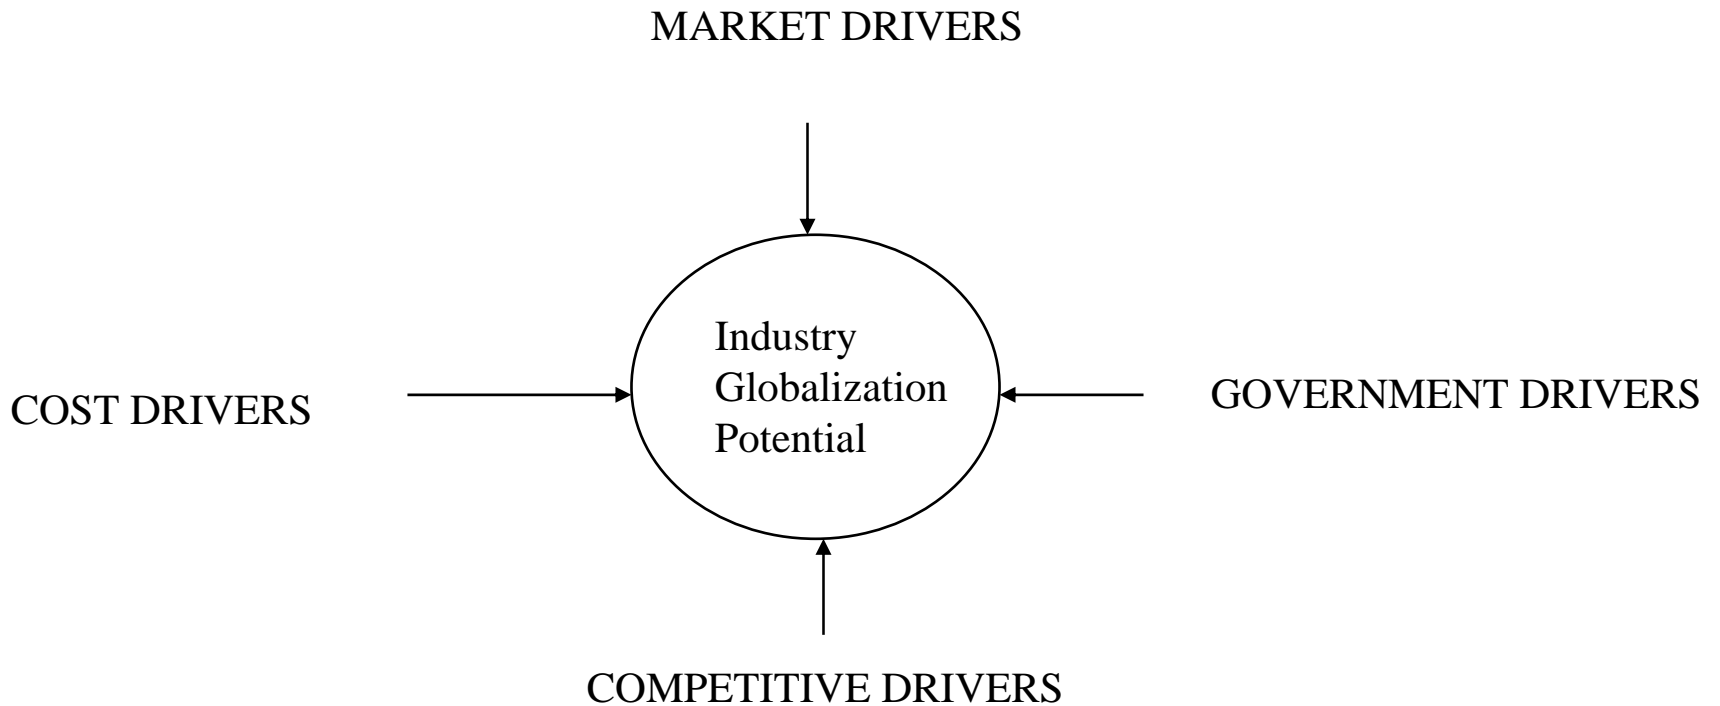 MARKET DRIVERS
Industry
Globalization
Potential
COST DRIVERS
GOVERNMENT DRIVERS
COMPETITIVE DRIVERS